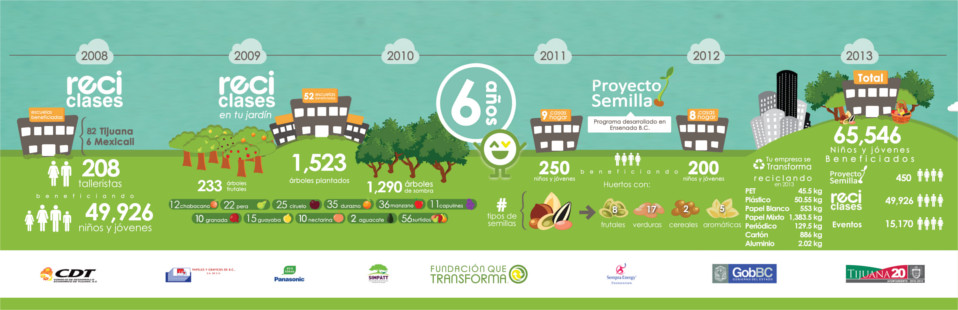 2008
2009
2010
2011
2012
2013
reci
clases
escuelas
beneficiadas
82 Tijuana
6 Mexicali
208
talleristas
beneficiando
49,926
niños y jóvenes
reci
clases
en tu jardín
52 escuelas
233 árboles
frutales
1,523
árboles plantados
1,290 árboles
de sombra
12 chabacano
22 pera
25 ciruela
35 durazno
36 manzana
11 capulines
10 granada
15 guayabas
10 nectarina
2 aguacate
56 surtidos
6
años
Proyecto
Semilla
Programa desarrollado en
Ensenada B.C.
9 casas
hogar
8 casas
hogar
250
niños y jóvenes
beneficiando
200
niños y jóvenes
Huertos con:
#
tipos de
semillas
8
17
2
5
frutales
verduras
cereales
aromáticas
Tu empresa se
Transforma
reciclando
en 2013
PET 45.5 kg
Plástico 50.55 kg
Papel Blanco 553 kg
Papel Mixto 1,383.5 kg
Periódico 129.5 kg
Cartón 886 kg
Aluminio 2.02 kg
Total
65,546
Niños y jóvenes
Beneficiados
Proyecto
Semilla
450
reci
clases
49,926
Eventos
15,170
CDT
Panasonic
SIMPATT
FUNDACIÓN QUE
TRANSFORMA
Sempra Energy
GobBC
TIJUANA 20